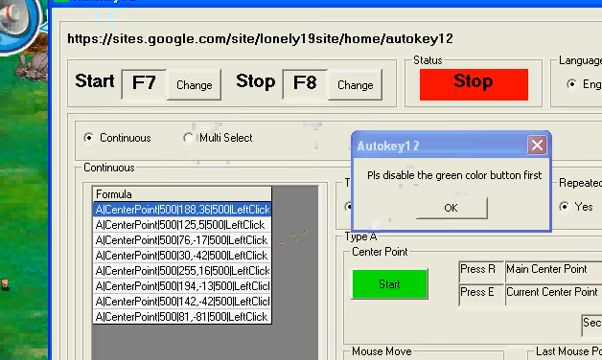 https://sites.google.com/site/lonely19site/home/autokey12
Start F7 Change Stop F8 Change
Status
Stop
Language
Continuous Multi Select
Continuous
Formula
A|CenterPoint|500|188,36|500|LeftClick
A|CenterPoint|500|125,5|500|LeftClick
A|CenterPoint|500|76,-17|500|LeftClick
A|CenterPoint|500|30,-42|500|LeftClick
A|CenterPoint|500|255,16|500|LeftClick
A|CenterPoint|500|194,-13|500|LeftClick
A|CenterPoint|500|142,-42|500|LeftClick
A|CenterPoint|500|81,-81|500|LeftClick
Autokey12
Pls disable the green color button first
OK
Repeated
Yes
Type A
Center Point
Start
Press R Main Center Point
Press E Current Center Point
Sec
Mouse Move
Last Mouse Po